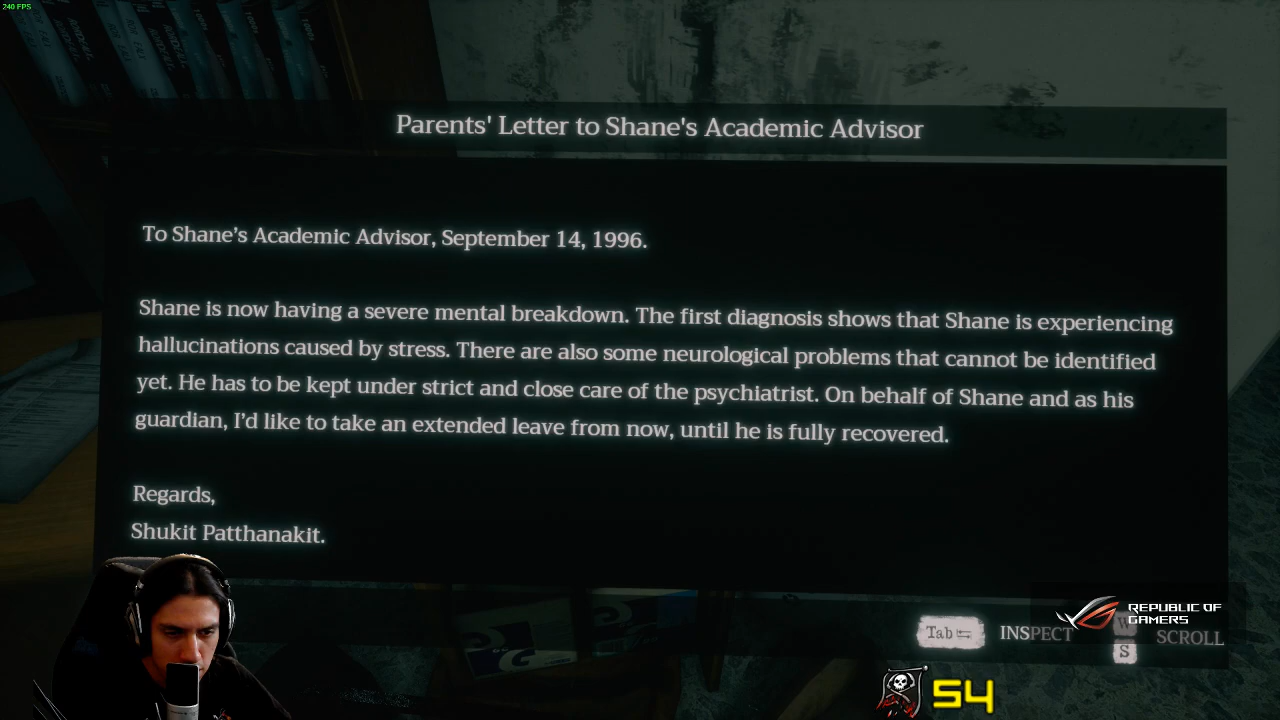 240 FPS
Parents' Letter to Shane's Academic Advisor
To Shane's Academic Advisor, September 14, 1996.
Shane is now having a severe mental breakdown. The first diagnosis shows that Shane is experiencing
hallucinations caused by stress. There are also some neurological problems that cannot be identified
yet. He has to be kept under strict and close care of the psychiatrist. On behalf of Shane and as his
guardian, I'd like to take an extended leave from now, until he is fully recovered.
Regards,
Shukit Patthanakit.
Tab INSPECT
W
S
SCROLL
REPUBLIC OF
GAMERS
54